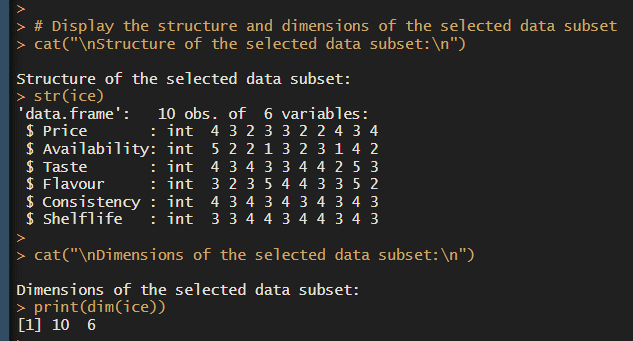 >
> # Display the structure and dimensions of the selected data subset
> cat("\nStructure of the selected data subset:\n")

Structure of the selected data subset:
> str(ice)
'data.frame':   10 obs. of  6 variables:
 $ Price       : int  4 3 2 3 3 2 2 4 3 4
 $ Availability: int  5 2 2 1 3 2 3 1 4 2
 $ Taste       : int  4 3 4 3 3 4 4 2 5 3
 $ Flavour     : int  3 2 3 5 4 4 3 3 5 2
 $ Consistency : int  4 3 4 3 4 3 4 3 4 3
 $ Shelflife   : int  3 3 4 4 3 4 4 3 4 3
>
> cat("\nDimensions of the selected data subset:\n")

Dimensions of the selected data subset:
> print(dim(ice))
[1] 10  6
>